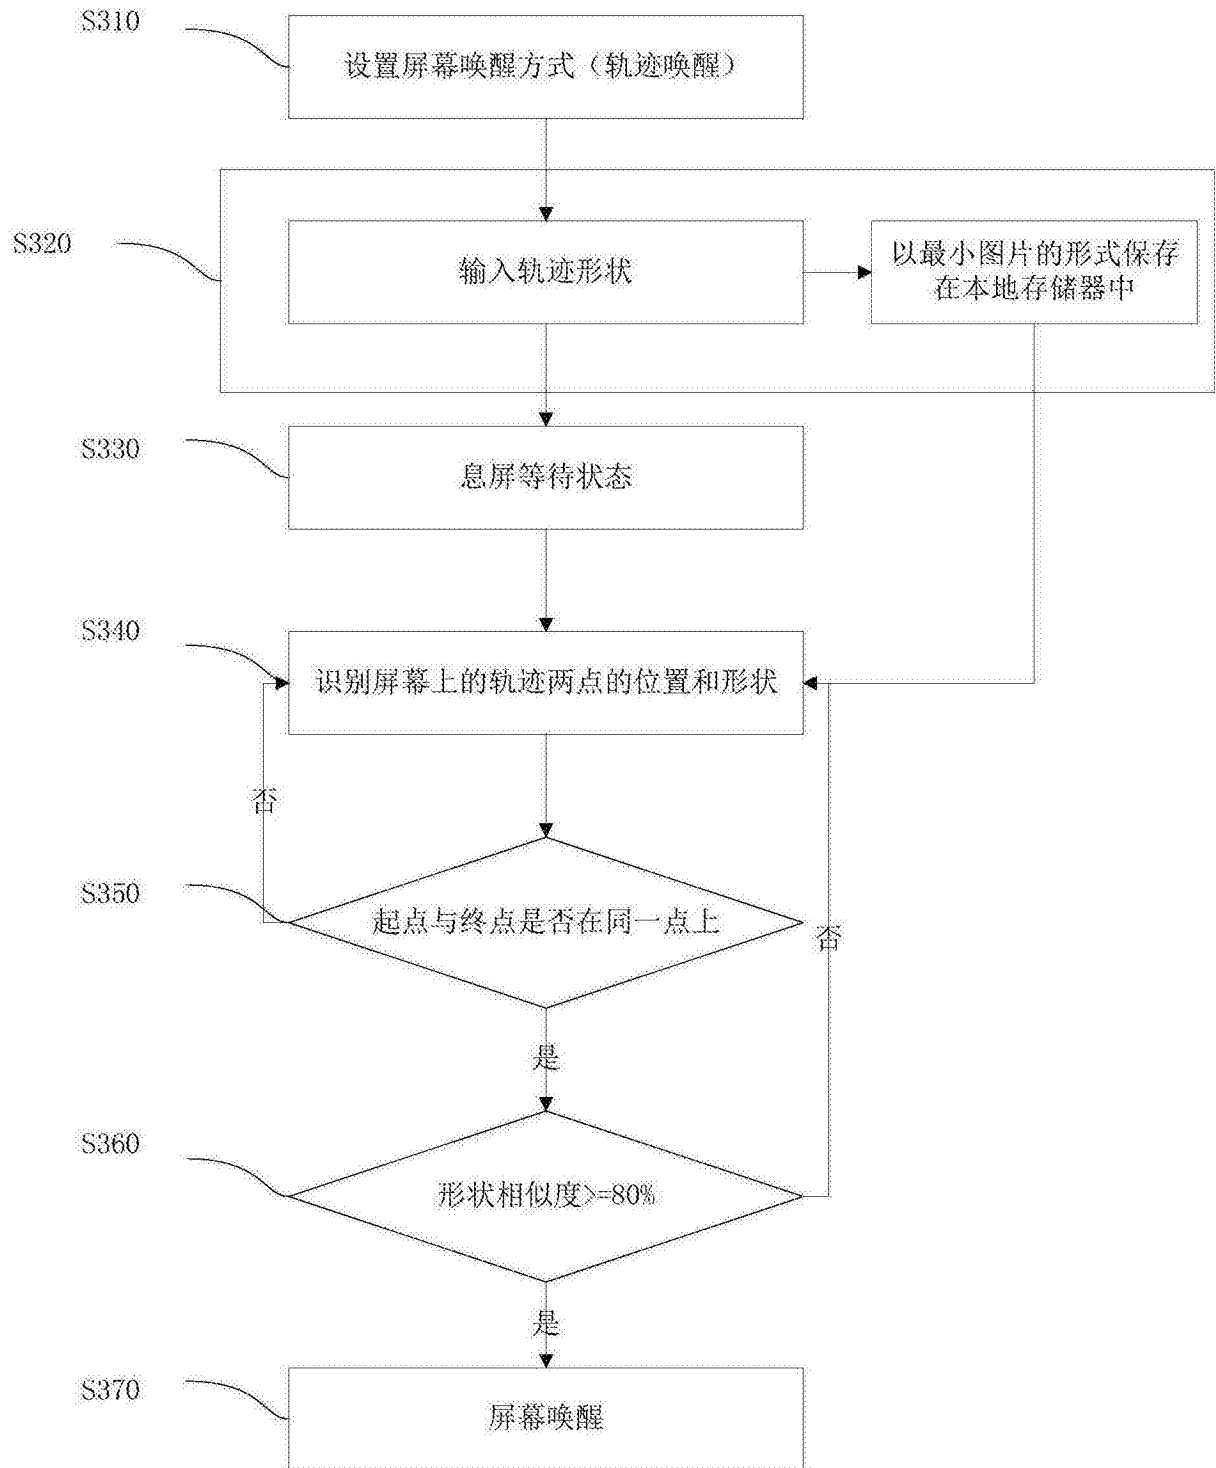 S310
设置屏幕唤醒方式（轨迹唤醒）
S320
输入轨迹形状
以最小图片的形式保存
在本地存储器中
S330
息屏等待状态
S340
识别屏幕上的轨迹两点的位置和形状
否
S350
起点与终点是否在同一点上
否
是
S360
形状相似度>=80%
是
S370
屏幕唤醒